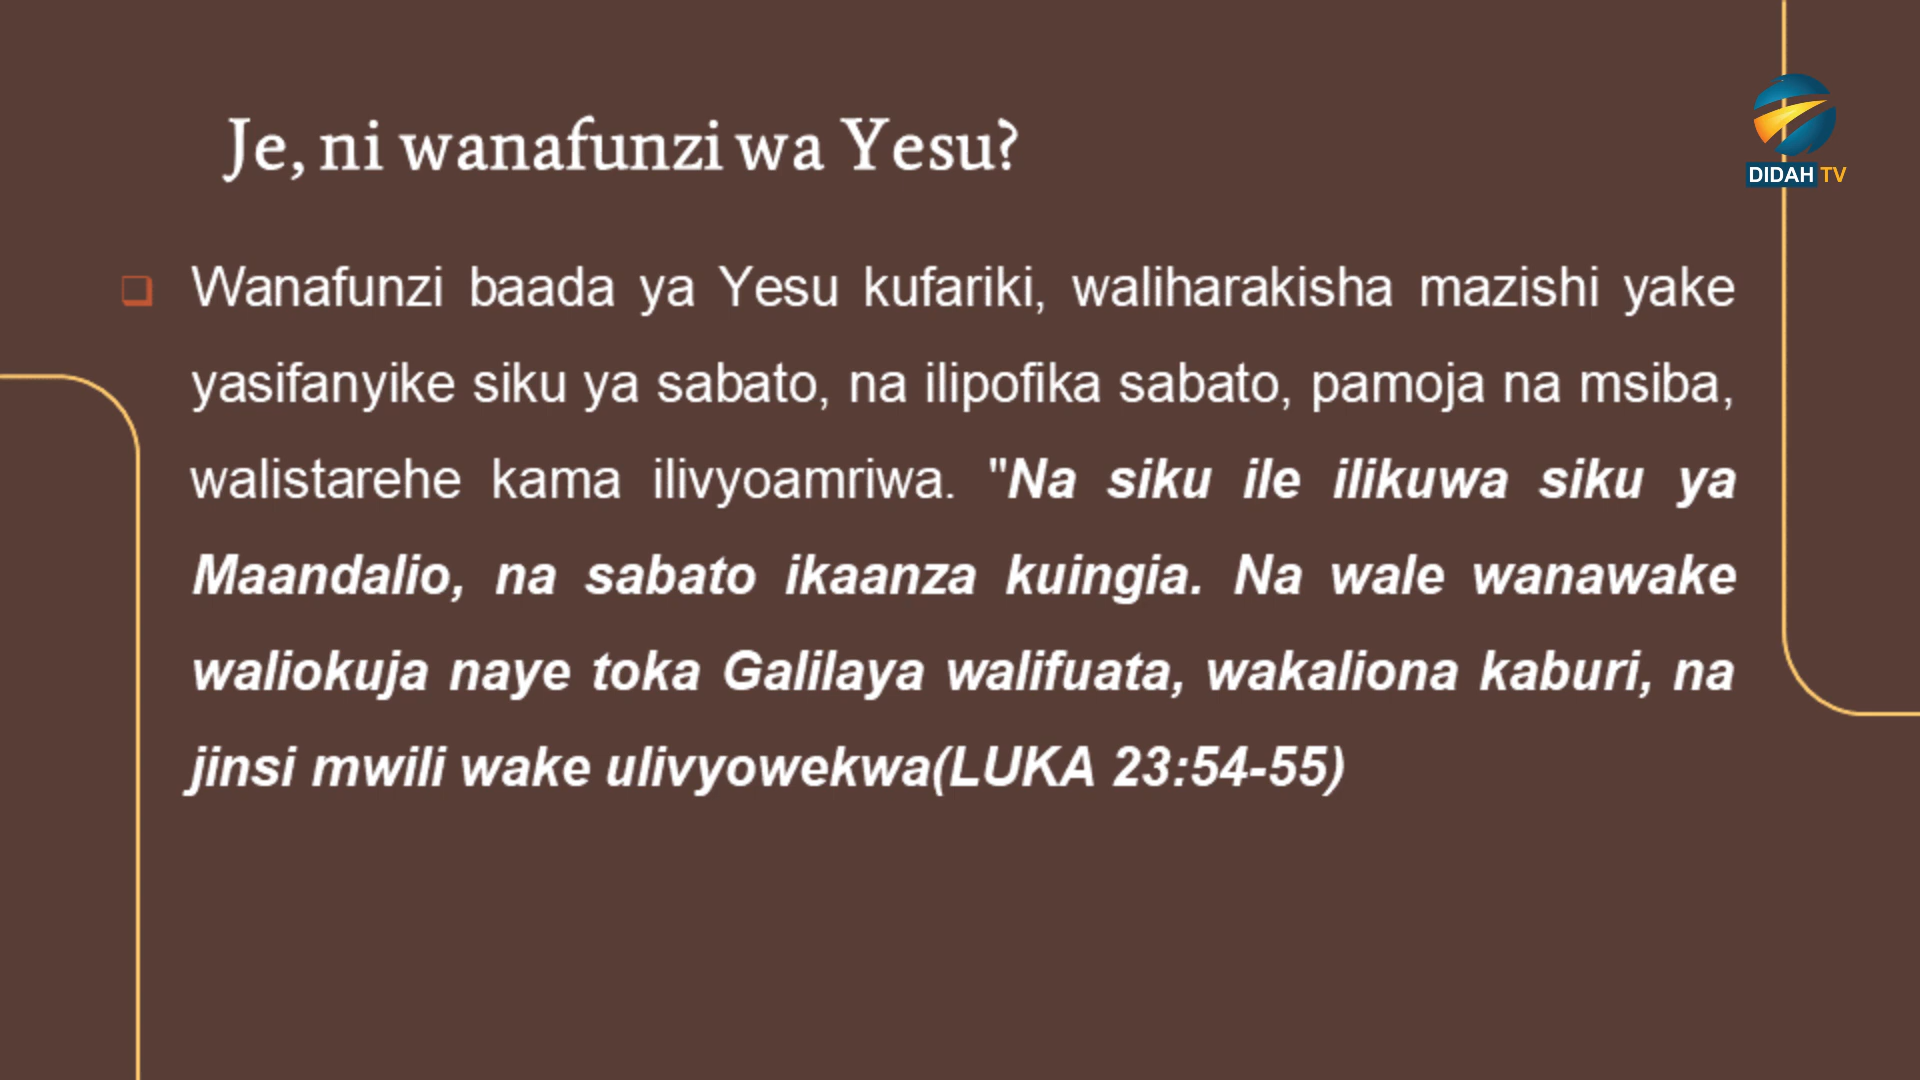 Je, ni wanafunzi wa Yesu?
DIDAH TV
Wanafunzi baada ya Yesu kufariki, waliharakisha mazishi yake
yasifanyike siku ya sabato, na ilipofika sabato, pamoja na msiba,
walistarehe kama ilivyoamriwa. "Na siku ile ilikuwa siku ya
Maandalio, na sabato ikaanza kuingia. Na wale wanawake
waliokuja naye toka Galilaya walifuata, wakaliona kaburi, na
jinsi mwili wake ulivyowekwa(LUKA 23:54-55)